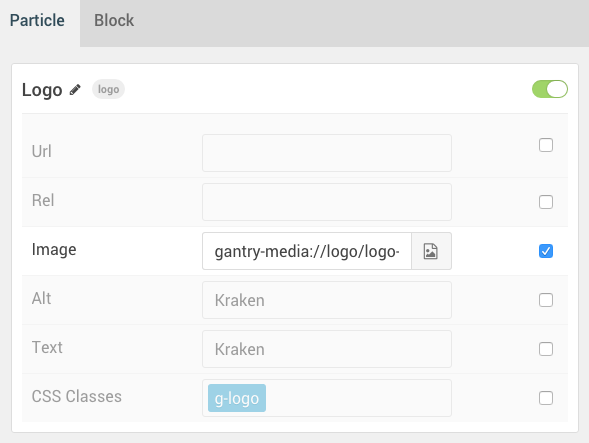 Particle Block
Logo logo
Url
Rel
Image gantry-media://logo/logo-
Alt Kraken
Text Kraken
CSS Classes g-logo